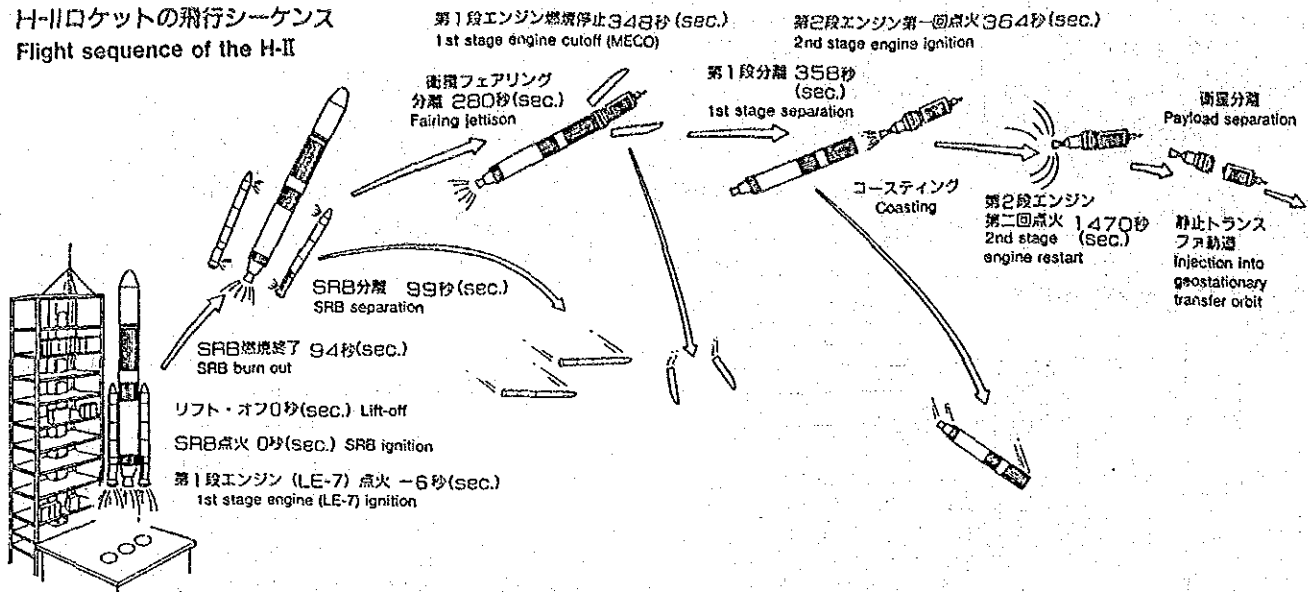 H-IIロケットの飛行シーケンス
Flight sequence of the H-II
第1段エンジン燃焼停止348秒(sec.)
1st stage engine cutoff (MECO)
第2段エンジン第一回点火364秒(sec.)
2nd stage engine ignition
衛星フェアリング
分離 280秒(sec.)
Fairing jettison
第1段分離 358秒
(sec.)
1st stage separation
衛星分離
Payload separation
コースティング
Coasting
第2段エンジン
第二回点火 1470秒
2nd stage (sec.)
engine restart
静止トランス
ファ軌道
Injection into
geostationary
transfer orbit
SRB分離 99秒(sec.)
SRB separation
SRB燃焼終了 94秒(sec.)
SRB burn out
リフト・オフ0秒(sec.) Lift-off
SRB点火 0秒(sec.) SRB ignition
第1段エンジン (LE-7) 点火 －6秒(sec.)
1st stage engine (LE-7) ignition